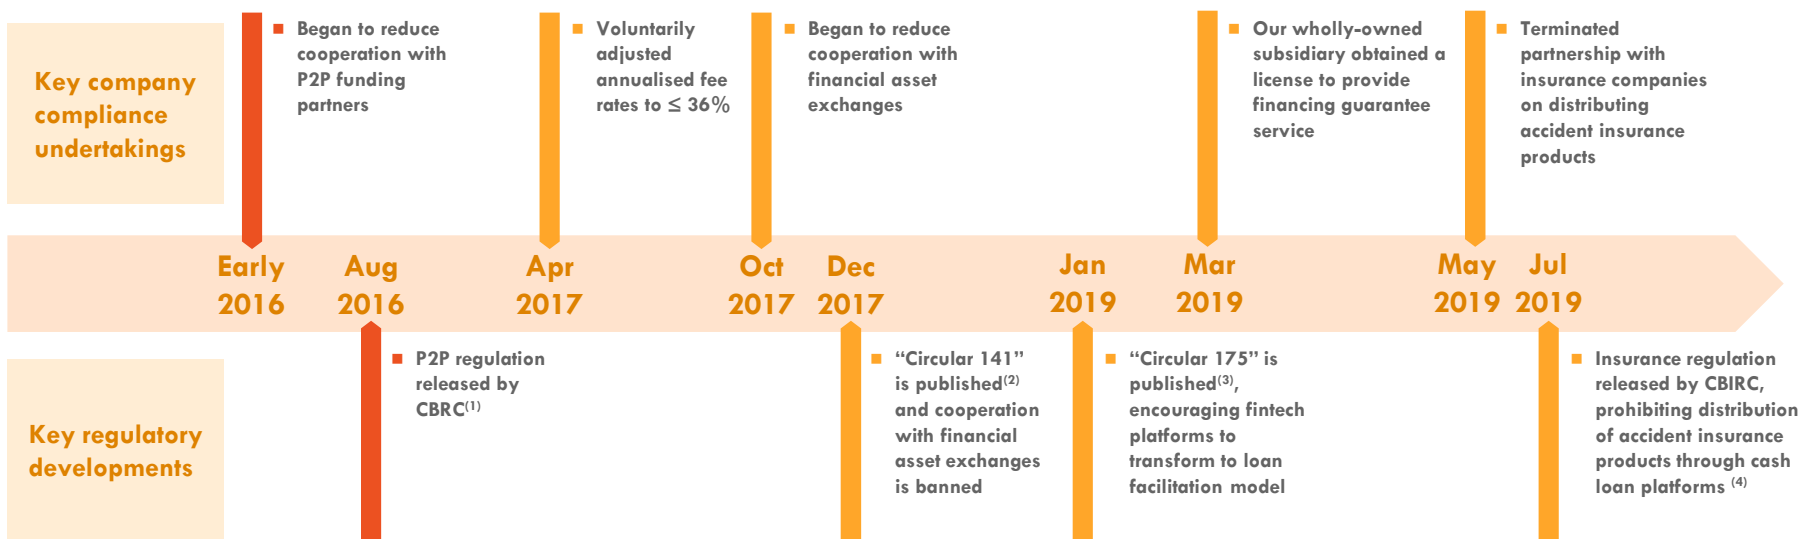 Key company
compliance
undertakings
Began to reduce
cooperation with
P2P funding
partners
Voluntarily
adjusted
annualised fee
rates to ≤ 36%
Began to reduce
cooperation with
financial asset
exchanges
Our wholly-owned
subsidiary obtained a
license to provide
financing guarantee
service
Terminated
partnership with
insurance companies
on distributing
accident insurance
products
Early
2016
Aug
2016
Apr
2017
Oct
2017
Dec
2017
Jan
2019
Mar
2019
May
2019
Jul
2019
Key regulatory
developments
P2P regulation
released by
CBRC(1)
“Circular 141”
is published(2)
and cooperation
with financial
asset exchanges
is banned
“Circular 175” is
published(3),
encouraging fintech
platforms to
transform to loan
facilitation model
Insurance regulation
released by CBIRC,
prohibiting distribution
of accident insurance
products through cash
loan platforms (4)